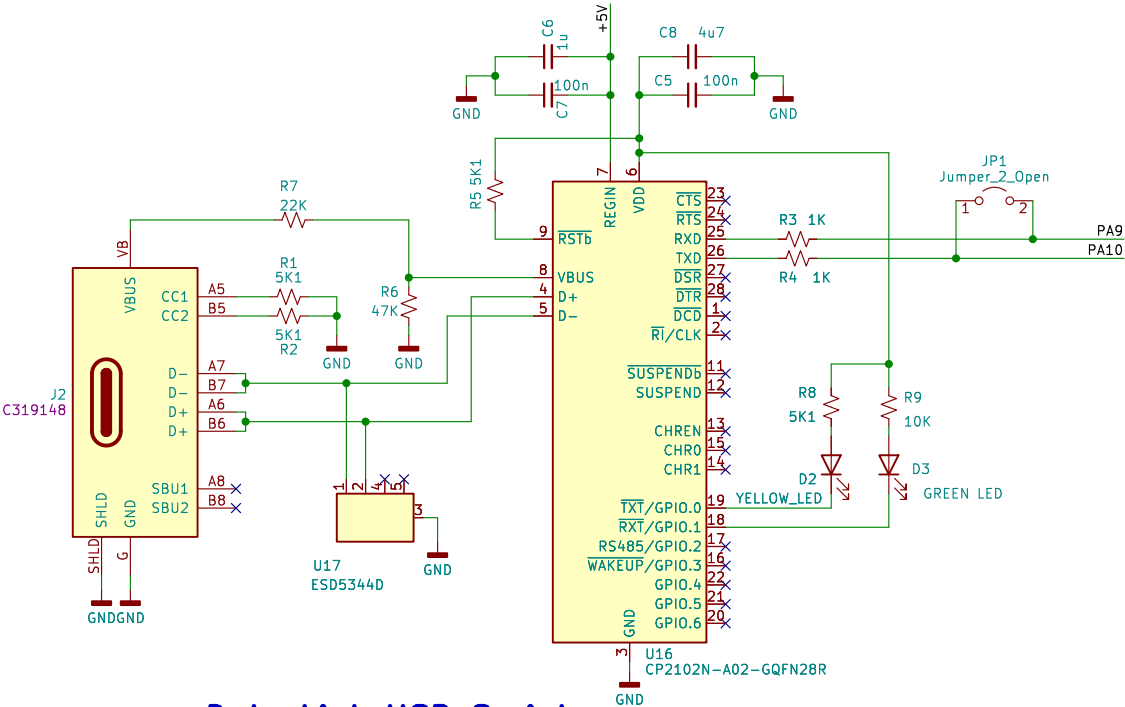 +5V
C6
1u
C8 4u7
100n
C7
C5 100n
GND
GND
R5 5K1
7
6
REGIN
VDD
JP1
Jumper_2_Open
1 2
R7
22K
VB
VBUS
R1
5K1
5K1
R2
R6
47K
GND
GND
CC1 A5
CC2 B5
D- A7
D- B7
D+ A6
D+ B6
SBU1 A8
SBU2 B8
J2
C319148
SHLD
GND
SHLD
G
GND
GND
1
2
4
5
3
U17
ESD5344D
GND
9 RSTb
8 VBUS
4 D+
5 D-
CTS 23
RTS 24
RXD 25
TXD 26
DSR 27
DTR 28
DCD 1
RI/CLK 2
SUSPENDb 11
SUSPEND 12
CHREN 13
CHR0 15
CHR1 14
TXT/GPIO.0 19
RXT/GPIO.1 18
RS485/GPIO.2 17
WAKEUP/GPIO.3 16
GPIO.4 22
GPIO.5 21
GPIO.6 20
GND
3
U16
CP2102N-A02-GQFN28R
GND
R3 1K
R4 1K
PA9
PA10
R8
5K1
R9
10K
D2
YELLOW_LED
D3
GREEN LED